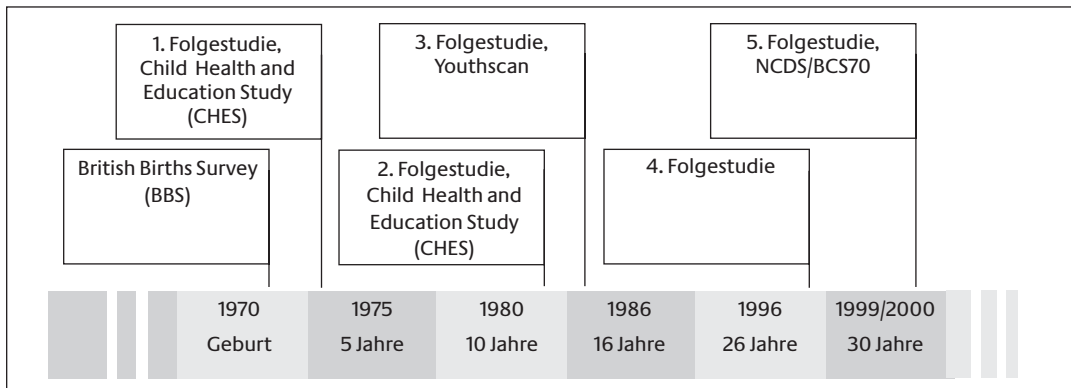 1. Folgestudie,
Child Health and
Education Study
(CHES)
3. Folgestudie,
Youthscan
5. Folgestudie,
NCDS/BCS70
British Births Survey
(BBS)
2. Folgestudie,
Child Health and
Education Study
(CHES)
4. Folgestudie
1970 1975 1980 1986 1996 1999/2000
Geburt 5 Jahre 10 Jahre 16 Jahre 26 Jahre 30 Jahre